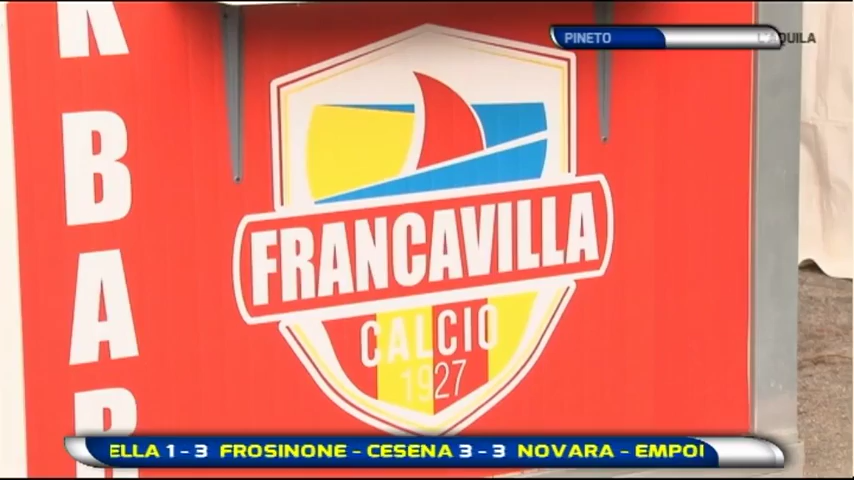 PINETO L'AQUILA
K
B
A
R
FRANCAVILLA
CALCIO
1927
ELLA 1 - 3 FROSINONE - CESENA 3 - 3 NOVARA - EMPOI